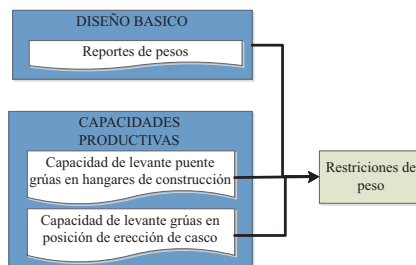 DISEÑO BASICO
Reportes de pesos
CAPACIDADES
PRODUCTIVAS
Capacidad de levante puente
grúas en hangares de construcción
Capacidad de levante grúas en
posición de erección de casco
Restricciones de
peso